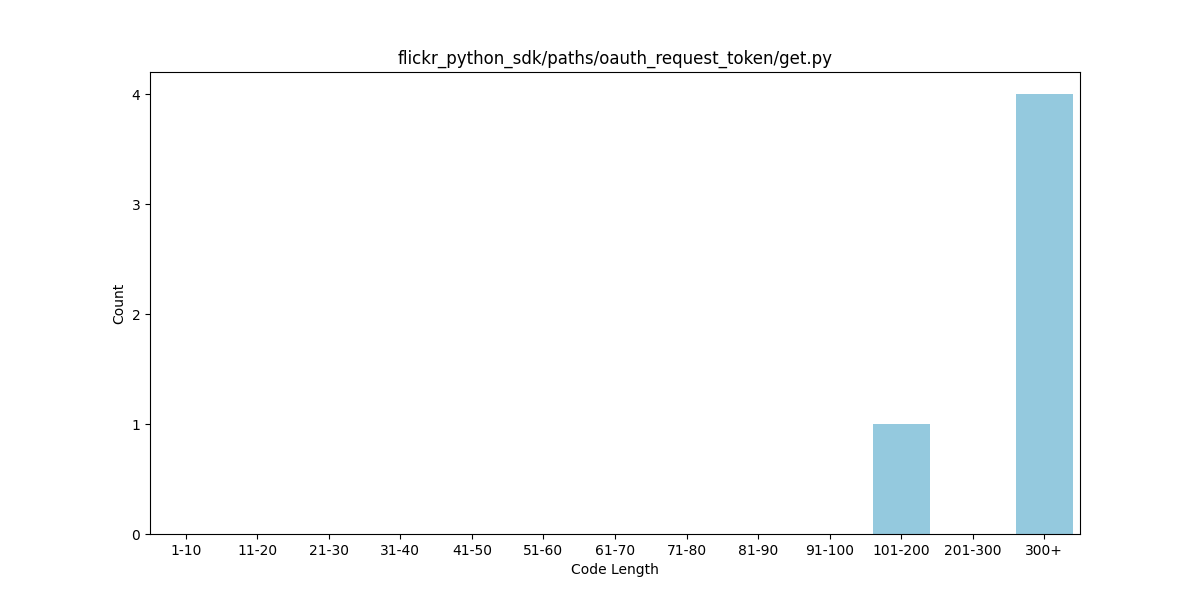 flickr_python_sdk/paths/oauth_request_token/get.py
4
3
2
1
0
Count
1-10 11-20 21-30 31-40 41-50 51-60 61-70 71-80 81-90 91-100 101-200 201-300 300+
Code Length